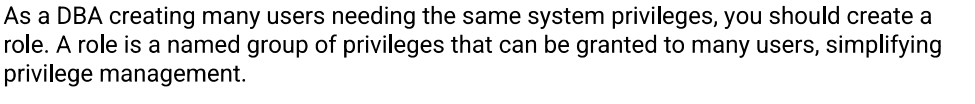 As a DBA creating many users needing the same system privileges, you should create a
role. A role is a named group of privileges that can be granted to many users, simplifying
privilege management.